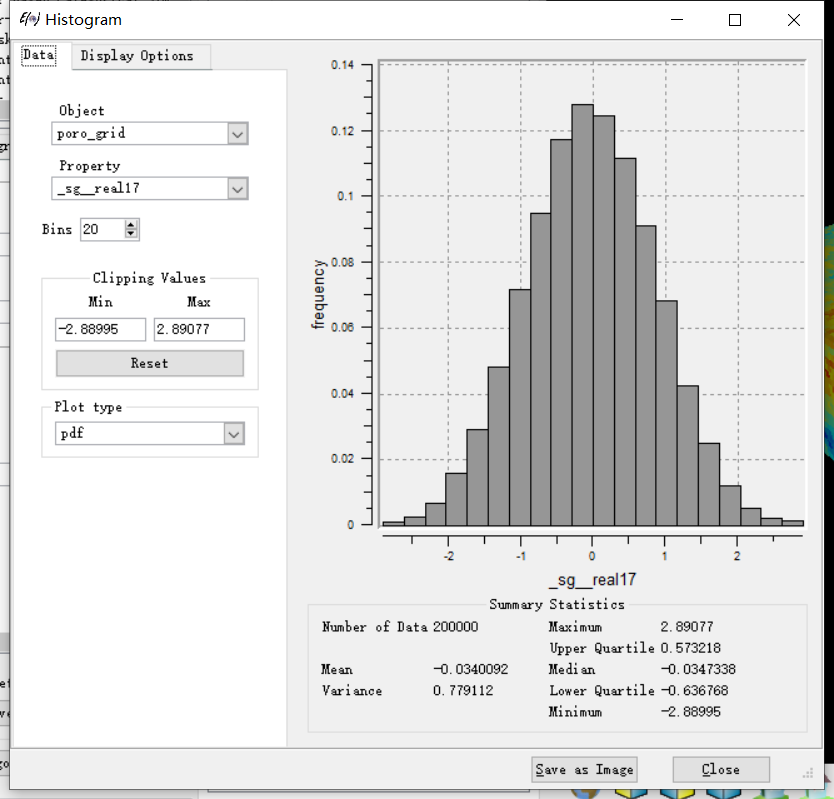 Histogram
Data Display Options
Object
poro_grid
Property
_sg__real17
Bins 20
Clipping Values
Min Max
-2.88995 2.89077
Reset
Plot type
pdf
0.14
0.12
0.1
0.08
0.06
0.04
0.02
0
frequency
-2 -1 0 1 2
_sg__real17
Summary Statistics
Number of Data 200000 Maximum 2.89077
Upper Quartile 0.573218
Mean -0.0340092 Median -0.0347338
Variance 0.779112 Lower Quartile -0.636768
Minimum -2.88995
Save as Image Close